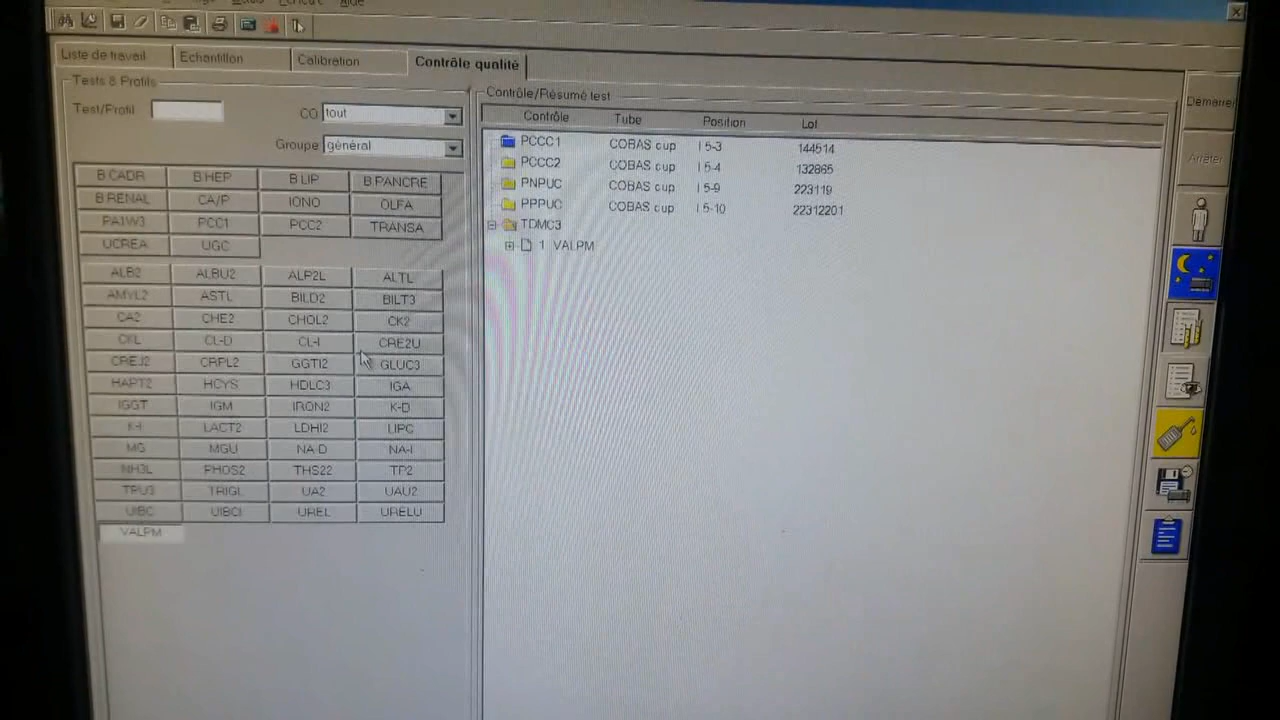 Liste de travail Echantillon Calibration Contrôle qualité
Tests & Profils
Test/Profil CO tout
Groupe général
B CADR B HEP B LIP B PANCRE
B RENAL CA/P IONO OLFA
PA1W3 PCC1 PCC2 TRANSA
UCREA UGC
ALB2 ALBU2 ALP2L ALTL
AMYL2 ASTL BILD2 BILT3
CA2 CHE2 CHOL2 CK2
CKL CL-D CL-I CRE2U
CREJ2 CRPL2 GGTI2 GLUC3
HAPT2 HCYS HDLC3 IGA
IGGT IGM IRON2 K-D
K-I LACT2 LDHI2 LIPC
MG MGU NA-D NA-I
NH3L PHOS2 THS22 TP2
TPU3 TRIGL UA2 UAU2
UIBC UIBCI UREL URELU
VALPM
Contrôle/Résumé test
Contrôle Tube Position Lot
PCCC1 COBAS cup I 5-3 144514
PCCC2 COBAS cup I 5-4 132865
PNPUC COBAS cup I 5-9 223119
PPPUC COBAS cup I 5-10 22312201
TDMC3
1 VALPM
Démarrer
Arrêter